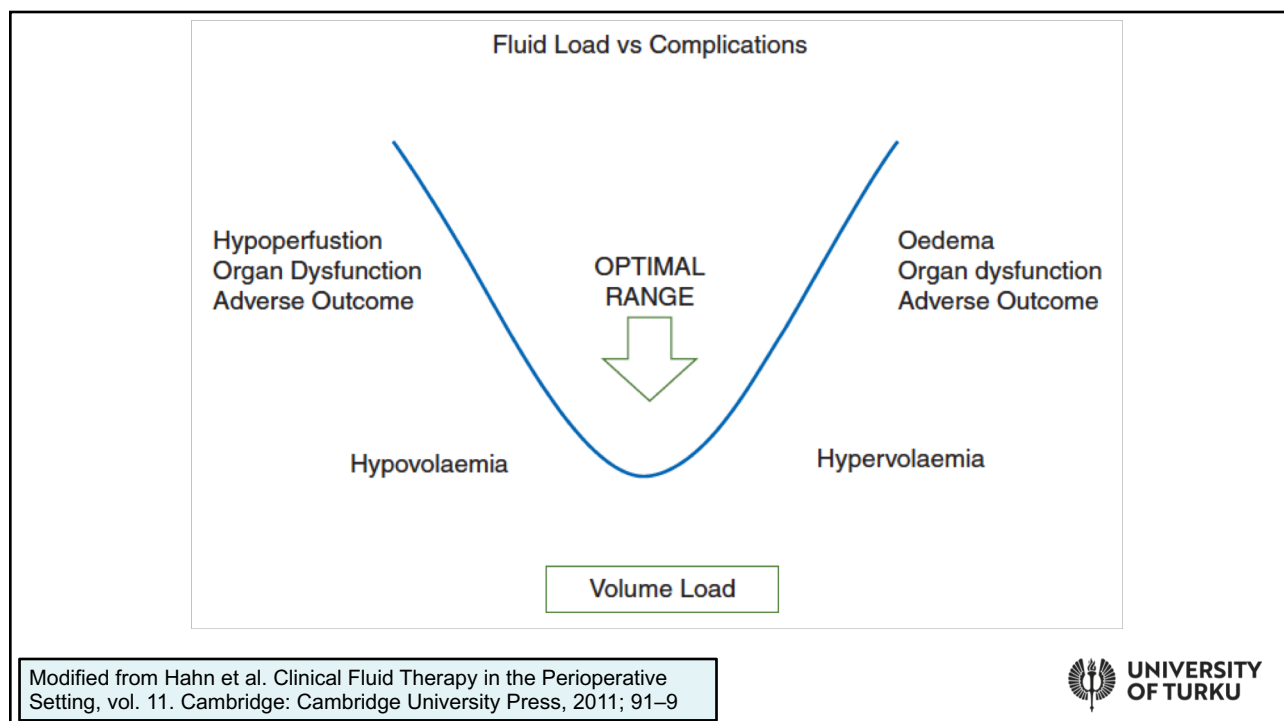 Fluid Load vs Complications
Hypoperfustion
Organ Dysfunction
Adverse Outcome
OPTIMAL
RANGE
Oedema
Organ dysfunction
Adverse Outcome
Hypovolaemia
Hypervolaemia
Volume Load
Modified from Hahn et al. Clinical Fluid Therapy in the Perioperative
Setting, vol. 11. Cambridge: Cambridge University Press, 2011; 91–9
UNIVERSITY
OF TURKU